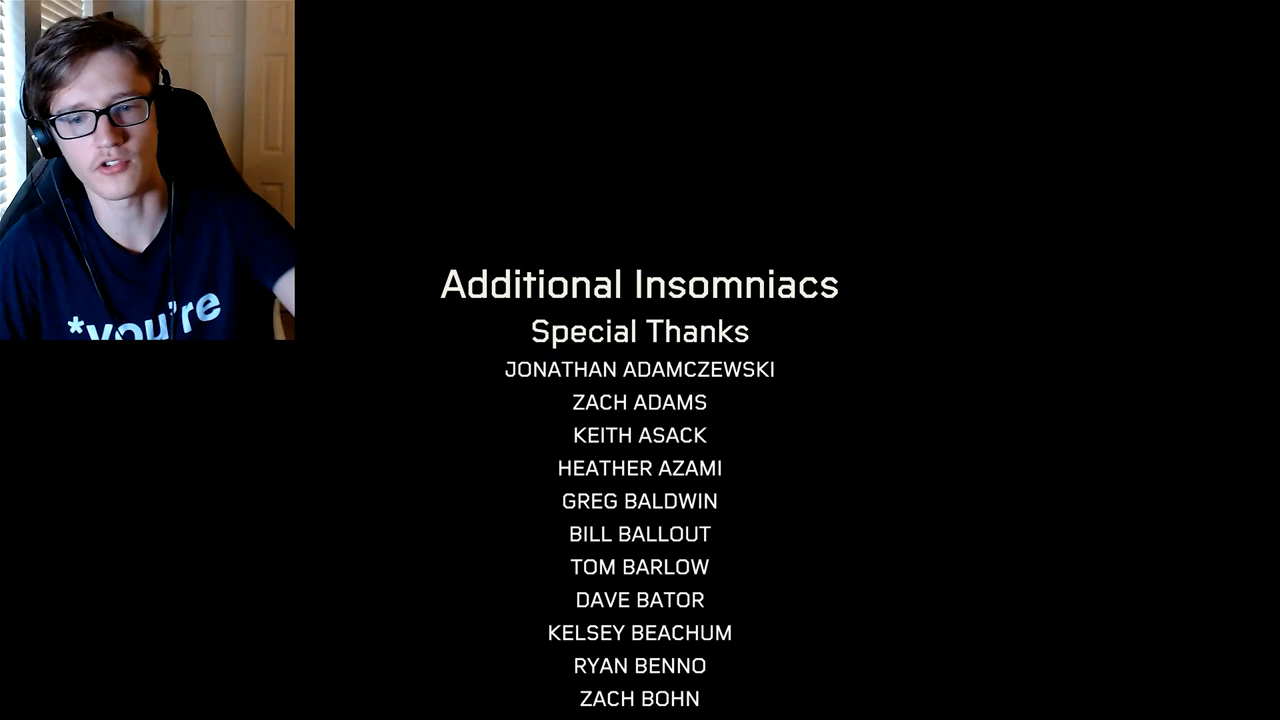 *you're
Additional Insomniacs
Special Thanks
JONATHAN ADAMCZEWSKI
ZACH ADAMS
KEITH ASACK
HEATHER AZAMI
GREG BALDWIN
BILL BALLOUT
TOM BARLOW
DAVE BATOR
KELSEY BEACHUM
RYAN BENNO
ZACH BOHN